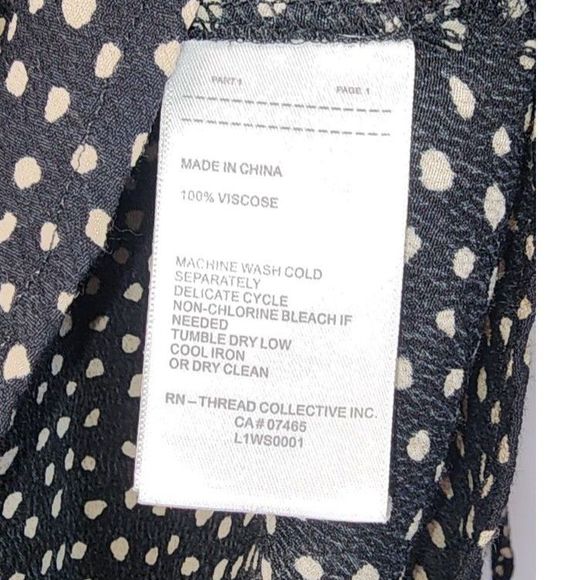 PART 1 PAGE. 1
MADE IN CHINA
100% VISCOSE
MACHINE WASH COLD
SEPARATELY
DELICATE CYCLE
NON-CHLORINE BLEACH IF
NEEDED
TUMBLE DRY LOW
COOL IRON
OR DRY CLEAN
RN – THREAD COLLECTIVE INC.
CA # 07465
L1WS0001